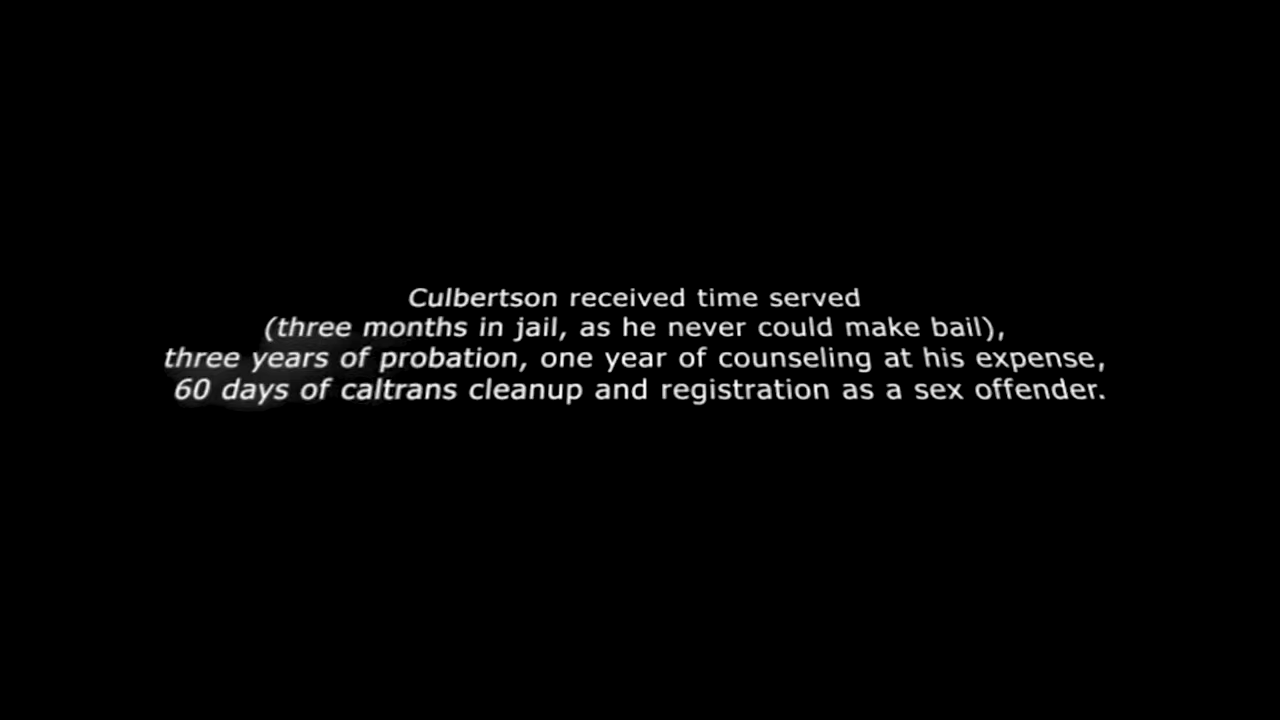 Culbertson received time served
(three months in jail, as he never could make bail),
three years of probation, one year of counseling at his expense,
60 days of caltrans cleanup and registration as a sex offender.